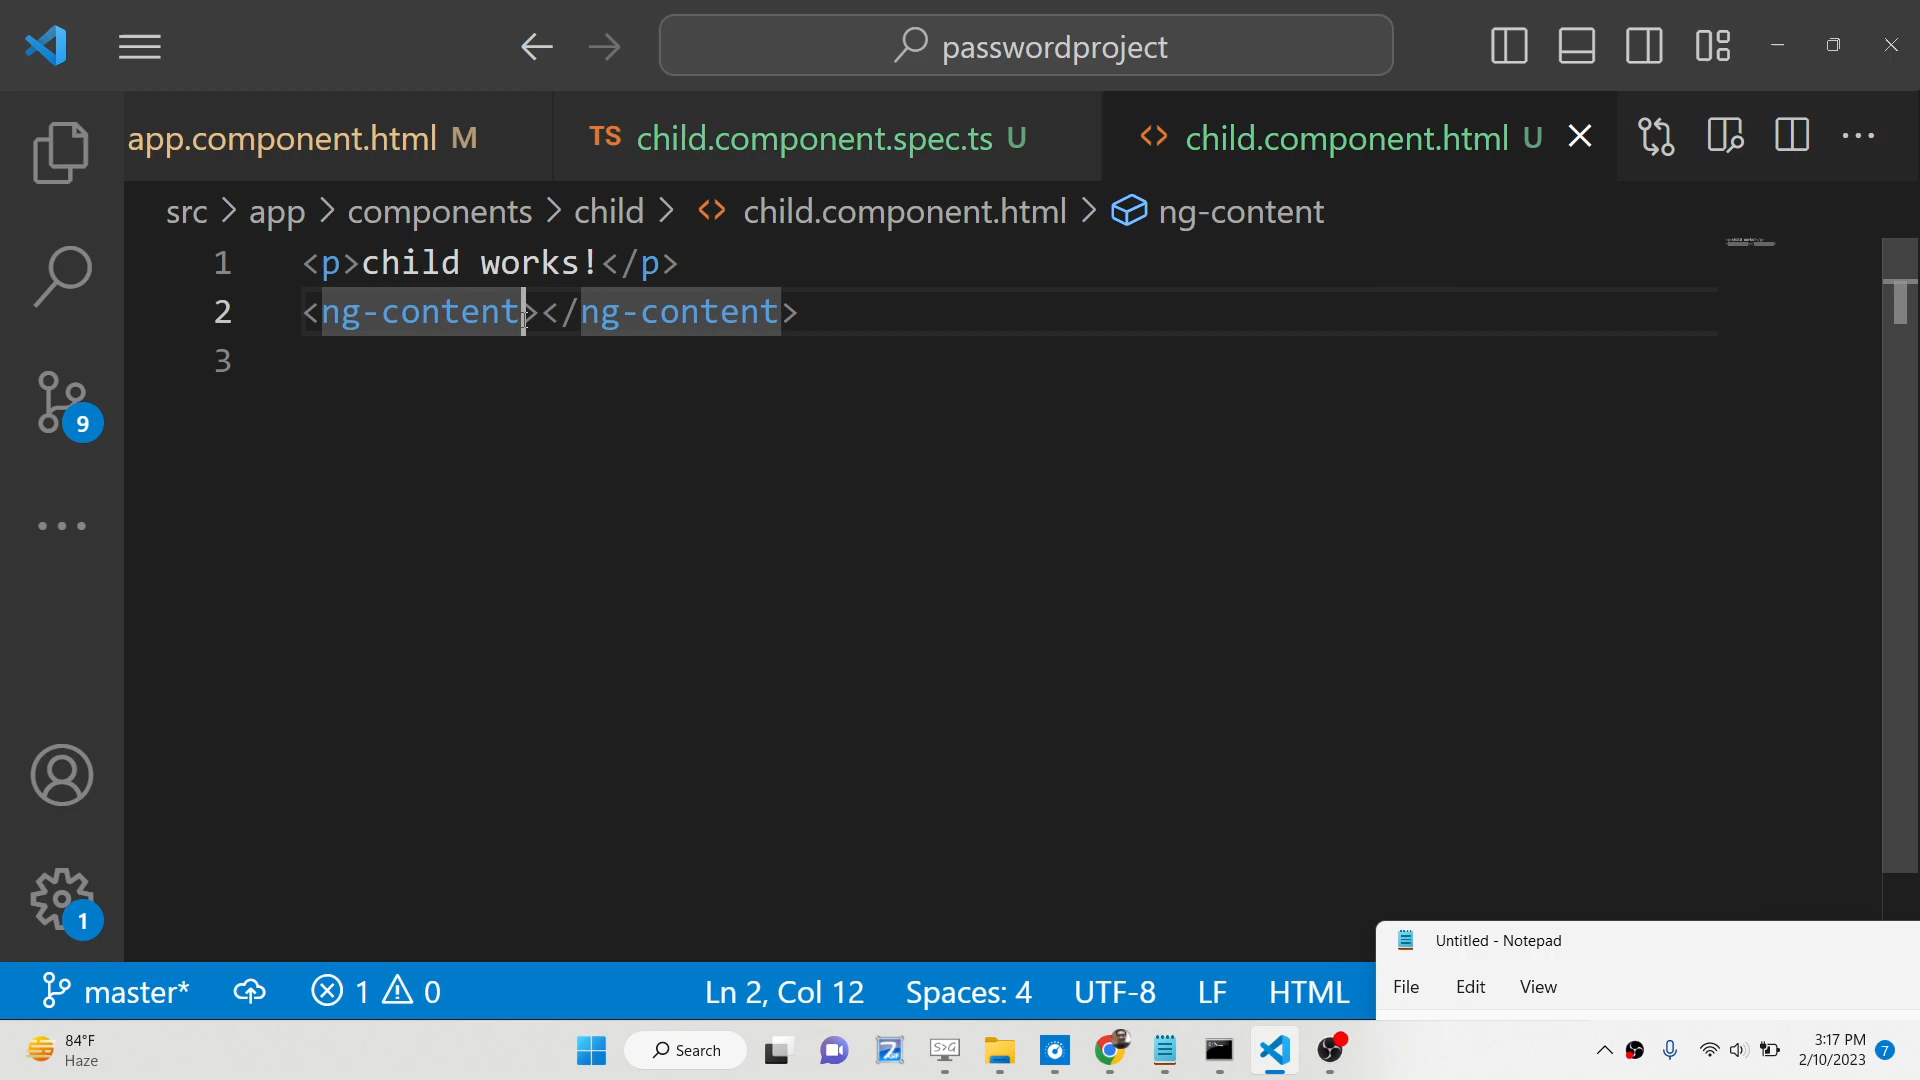 passwordproject
app.component.html M
TS child.component.spec.ts U
<> child.component.html U
src > app > components > child > <> child.component.html > ng-content
1 <p>child works!</p>
2 <ng-content></ng-content>
3
9
1
master* 1 0 Ln 2, Col 12 Spaces: 4 UTF-8 LF HTML
Untitled - Notepad
File Edit View
84°F
Haze
Search
S>G
3:17 PM
2/10/2023
7